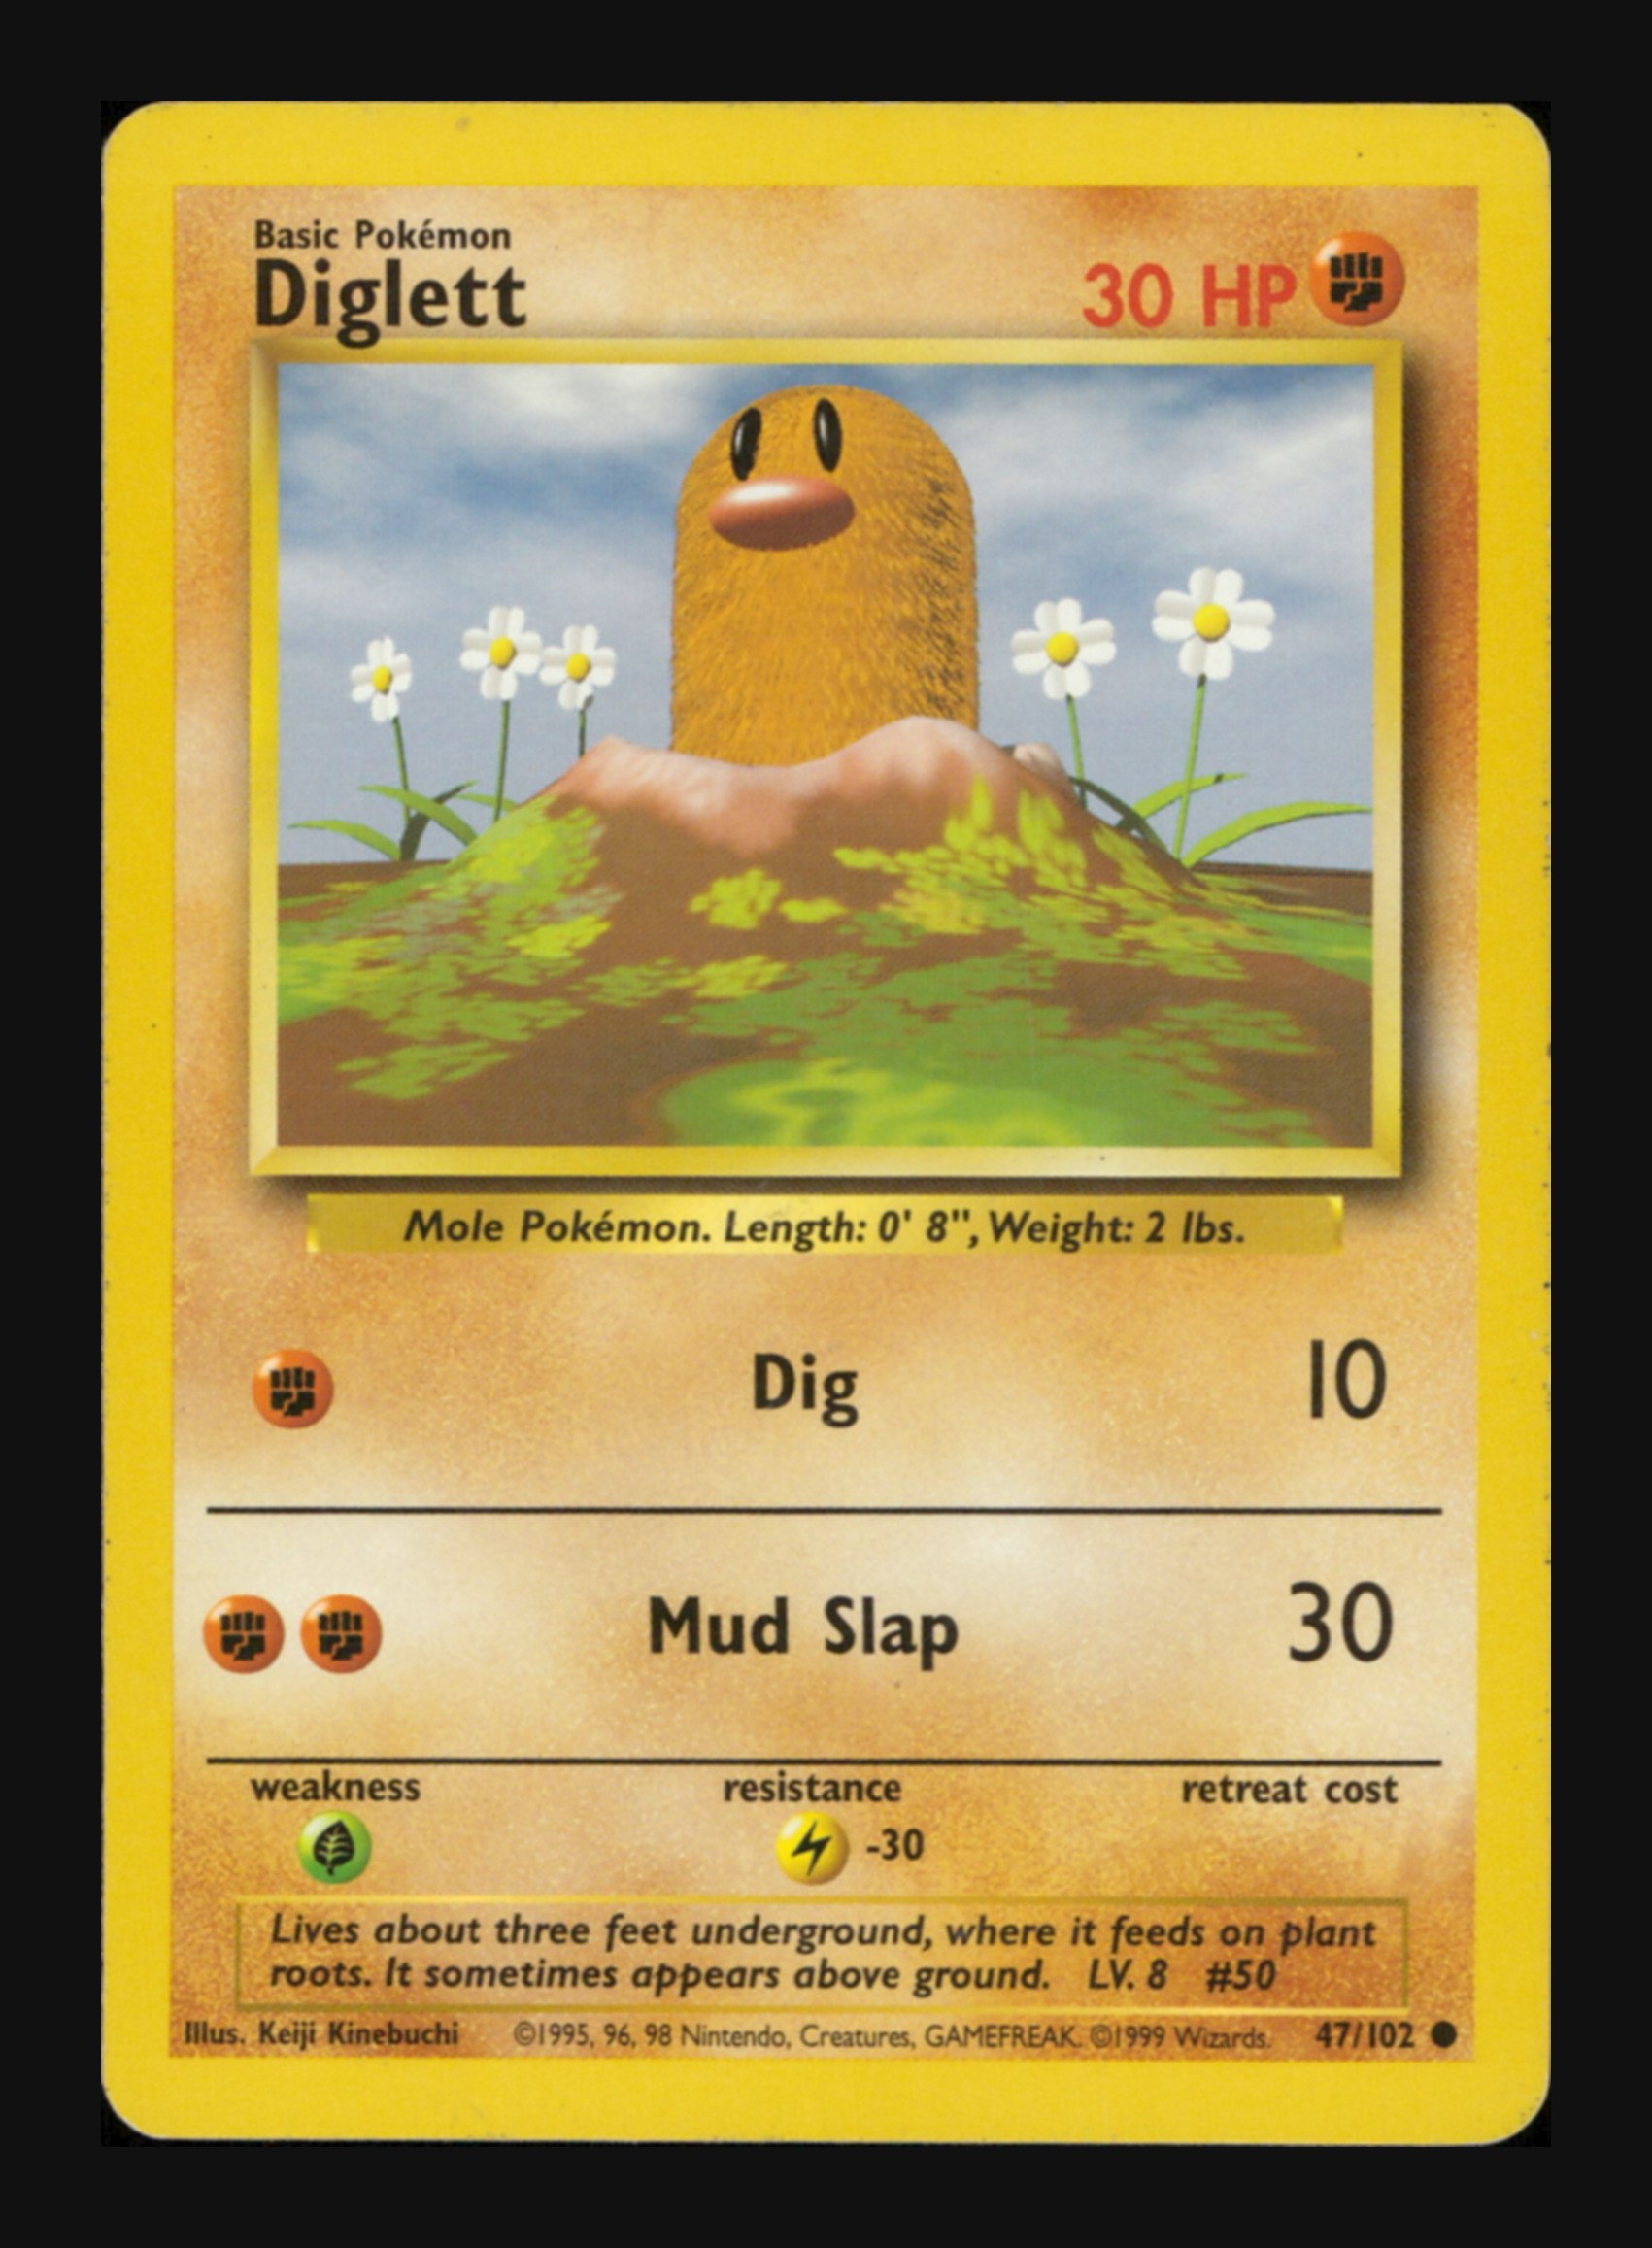 Basic Pokémon
Diglett
30 HP
Mole Pokémon. Length: 0' 8", Weight: 2 lbs.
Dig 10
Mud Slap 30
weakness resistance retreat cost
-30
Lives about three feet underground, where it feeds on plant
roots. It sometimes appears above ground. LV. 8 #50
Illus. Keiji Kinebuchi ©1995, 96, 98 Nintendo, Creatures, GAMEFREAK. ©1999 Wizards. 47/102